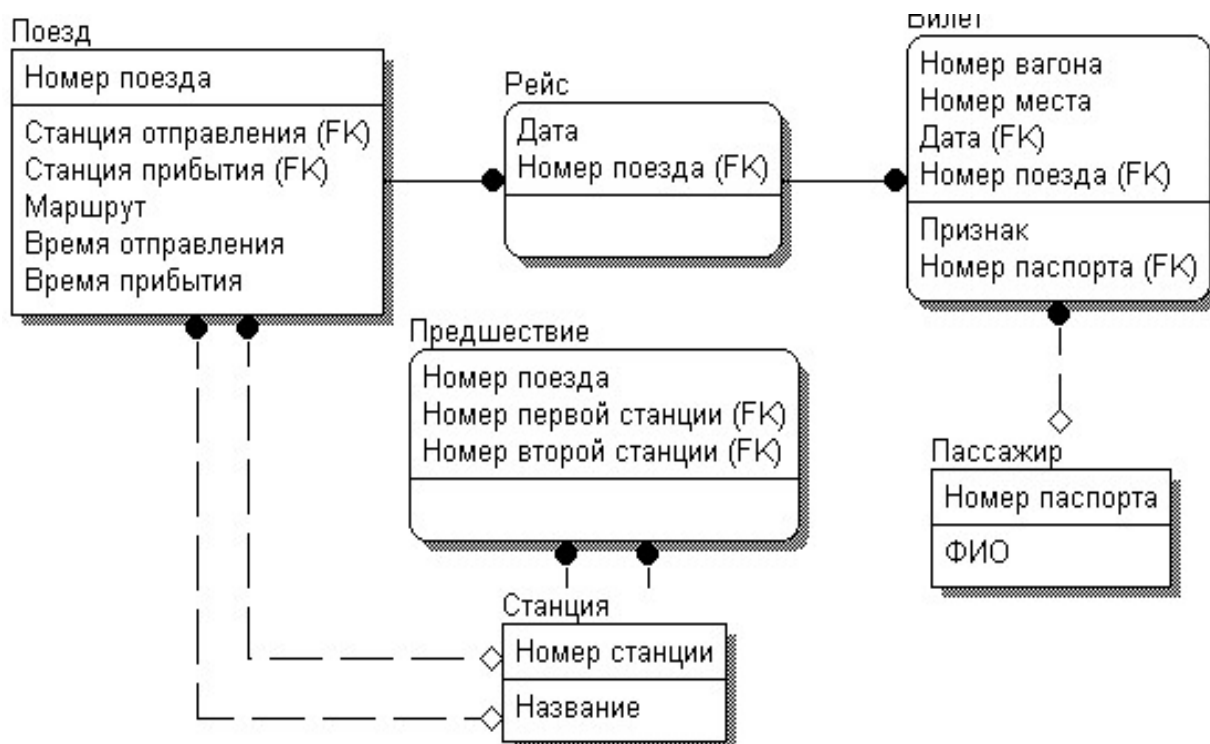 Поезд
Номер поезда
Станция отправления (FK)
Станция прибытия (FK)
Маршрут
Время отправления
Время прибытия
Рейс
Дата
Номер поезда (FK)
Билет
Номер вагона
Номер места
Дата (FK)
Номер поезда (FK)
Признак
Номер паспорта (FK)
Предшествие
Номер поезда
Номер первой станции (FK)
Номер второй станции (FK)
Пассажир
Номер паспорта
ФИО
Станция
Номер станции
Название